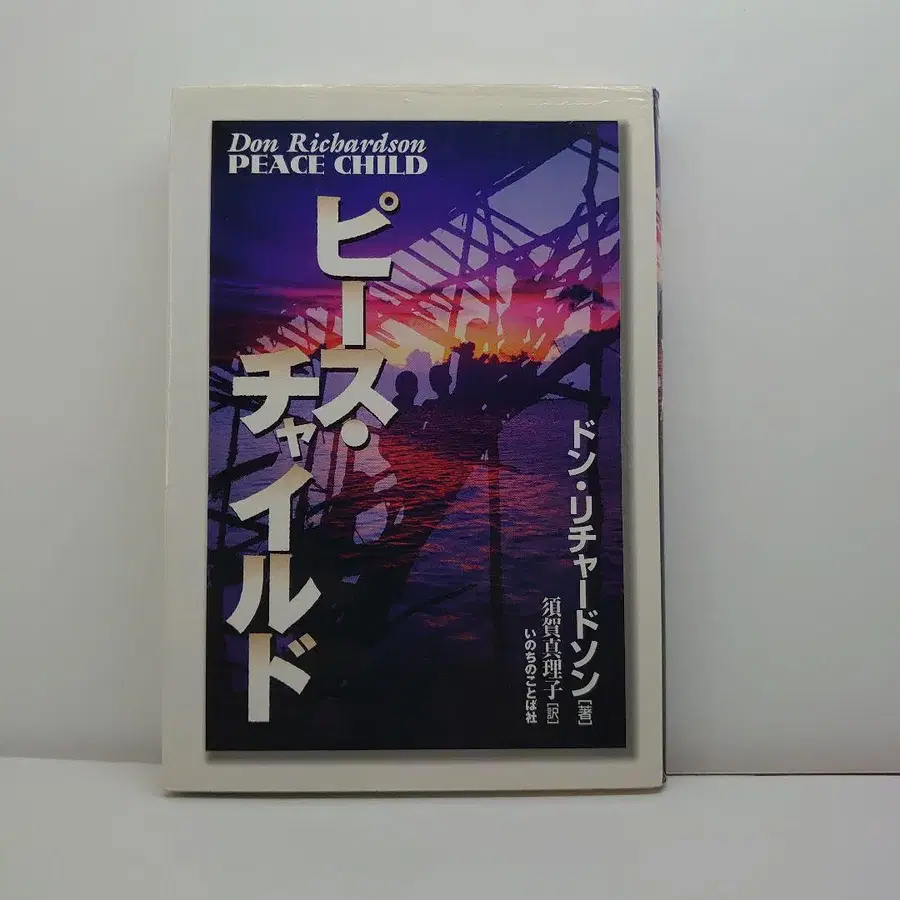 Don Richardson
PEACE CHILD
ピース・
チャイルド
ドン・リチャードソン[著]
須賀真理子[訳]
いのちのことば社